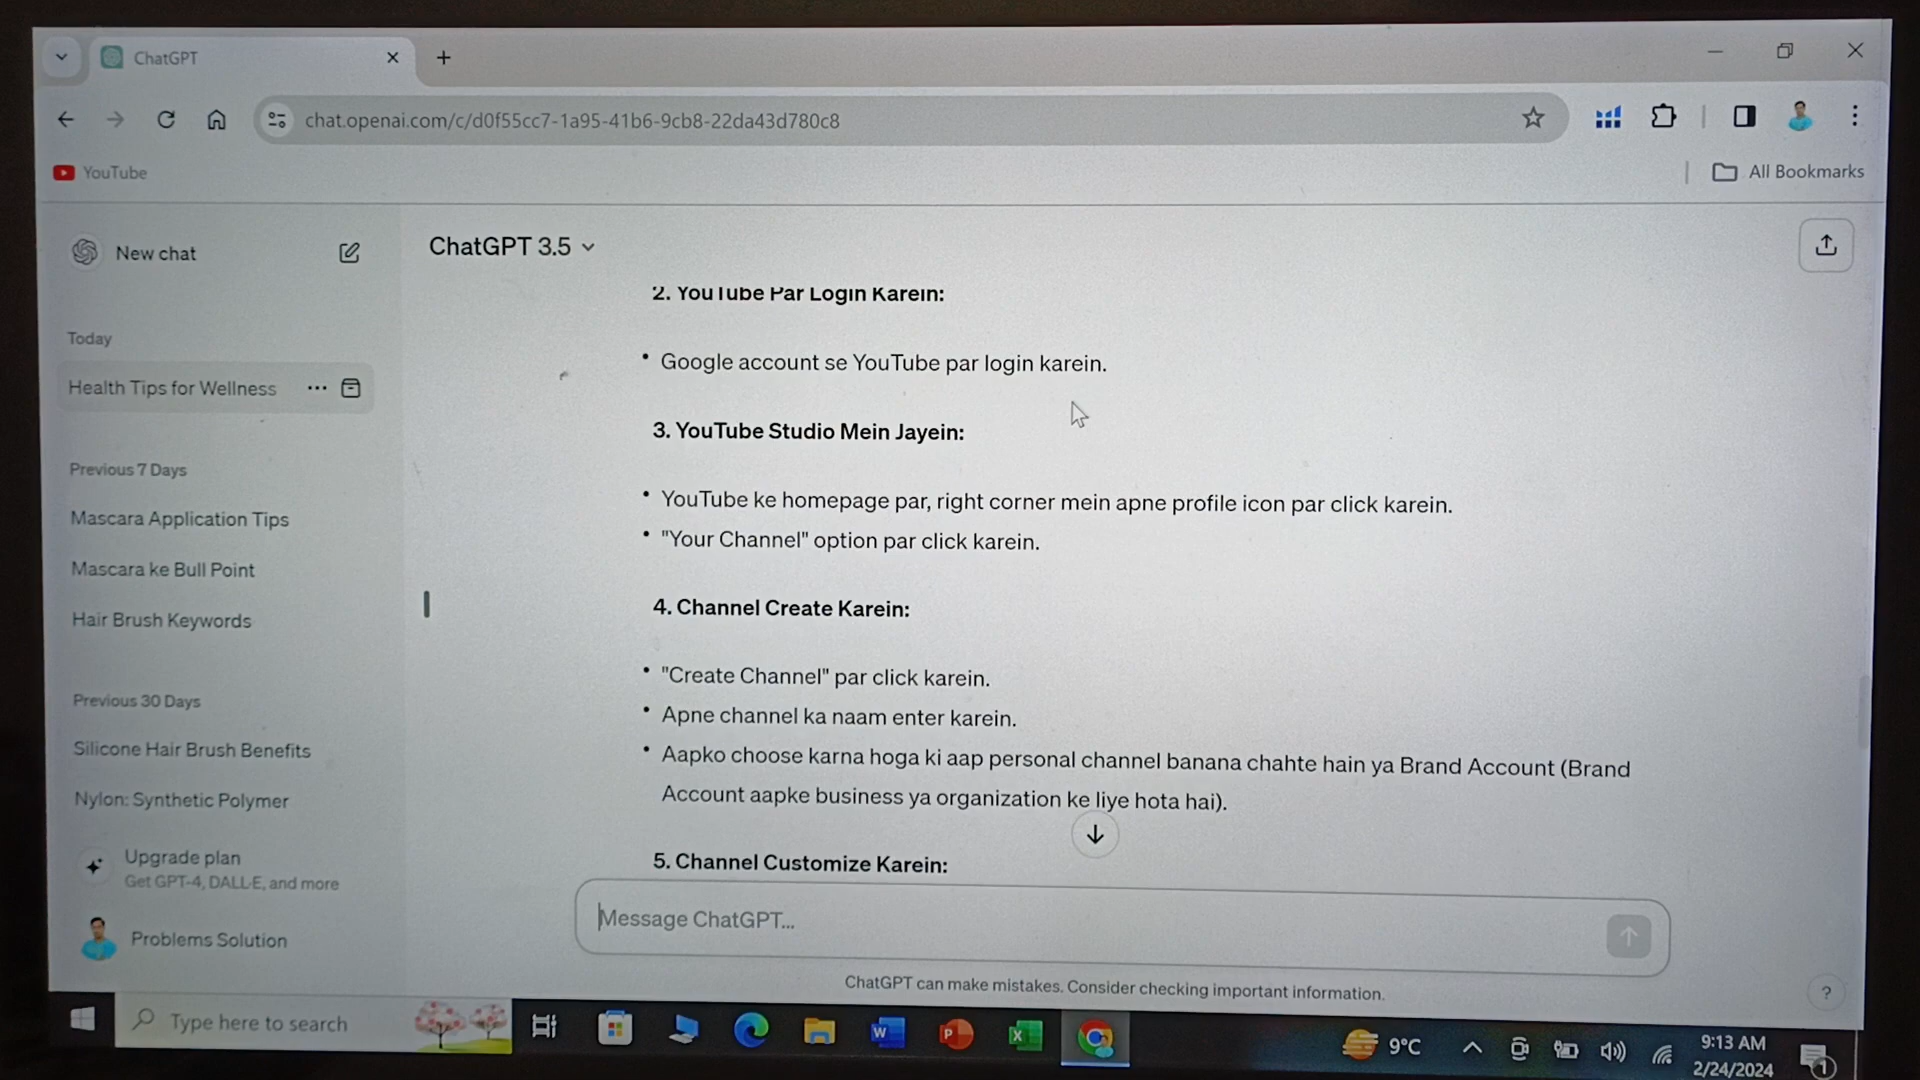 ChatGPT
chat.openai.com/c/d0f55cc7-1a95-41b6-9cb8-22da43d780c8
YouTube
All Bookmarks
New chat
Today
Health Tips for Wellness
Previous 7 Days
Mascara Application Tips
Mascara ke Bull Point
Hair Brush Keywords
Previous 30 Days
Silicone Hair Brush Benefits
Nylon: Synthetic Polymer
Upgrade plan
Get GPT-4, DALL·E, and more
Problems Solution
ChatGPT 3.5
2. YouTube Par Login Karein:
• Google account se YouTube par login karein.
3. YouTube Studio Mein Jayein:
• YouTube ke homepage par, right corner mein apne profile icon par click karein.
• "Your Channel" option par click karein.
4. Channel Create Karein:
• "Create Channel" par click karein.
• Apne channel ka naam enter karein.
• Aapko choose karna hoga ki aap personal channel banana chahte hain ya Brand Account (Brand
Account aapke business ya organization ke liye hota hai).
5. Channel Customize Karein:
Message ChatGPT...
ChatGPT can make mistakes. Consider checking important information.
?
Type here to search
W
P
X
9°C
9:13 AM
2/24/2024
1